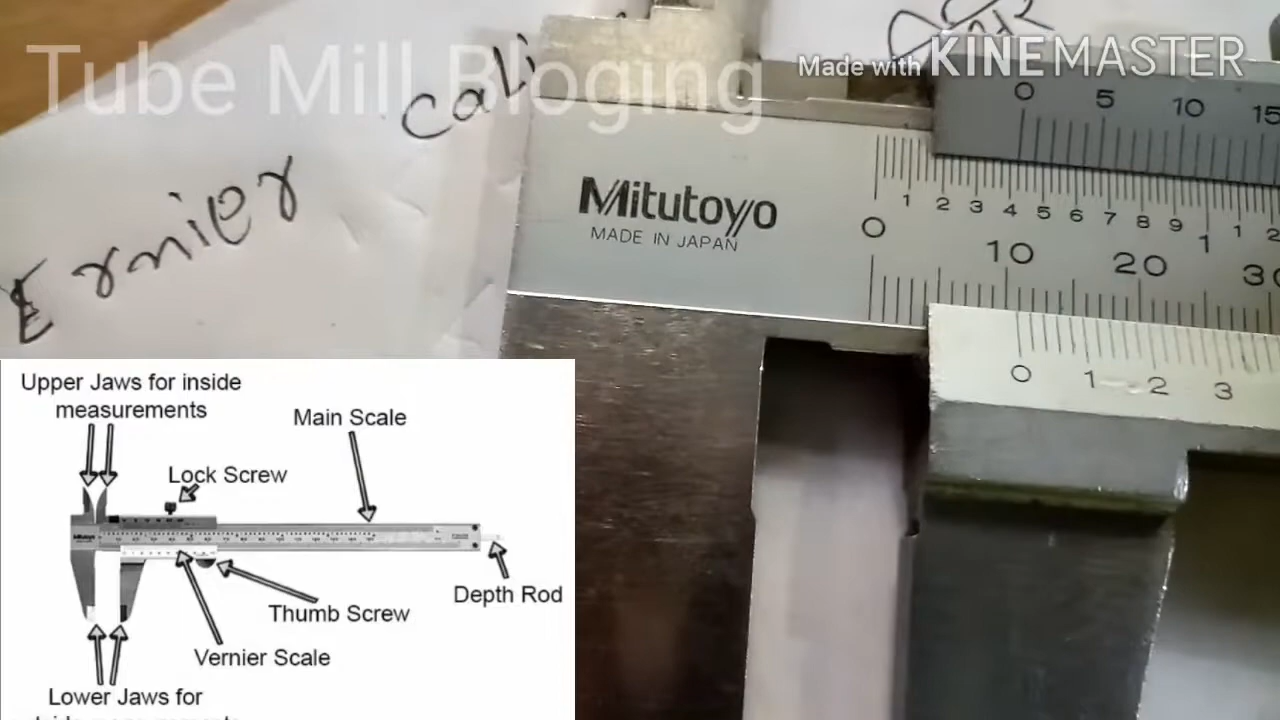 Tube Mill Bloging
Made with KINEMASTER
Cali
ernier
Mitutoyo
MADE IN JAPAN
0 5 10 15
1 2 3 4 5 6 7 8 9 1 1 2
0 10 20 30
0 1 2 3
Upper Jaws for inside
measurements
Main Scale
Lock Screw
Depth Rod
Thumb Screw
Vernier Scale
Lower Jaws for